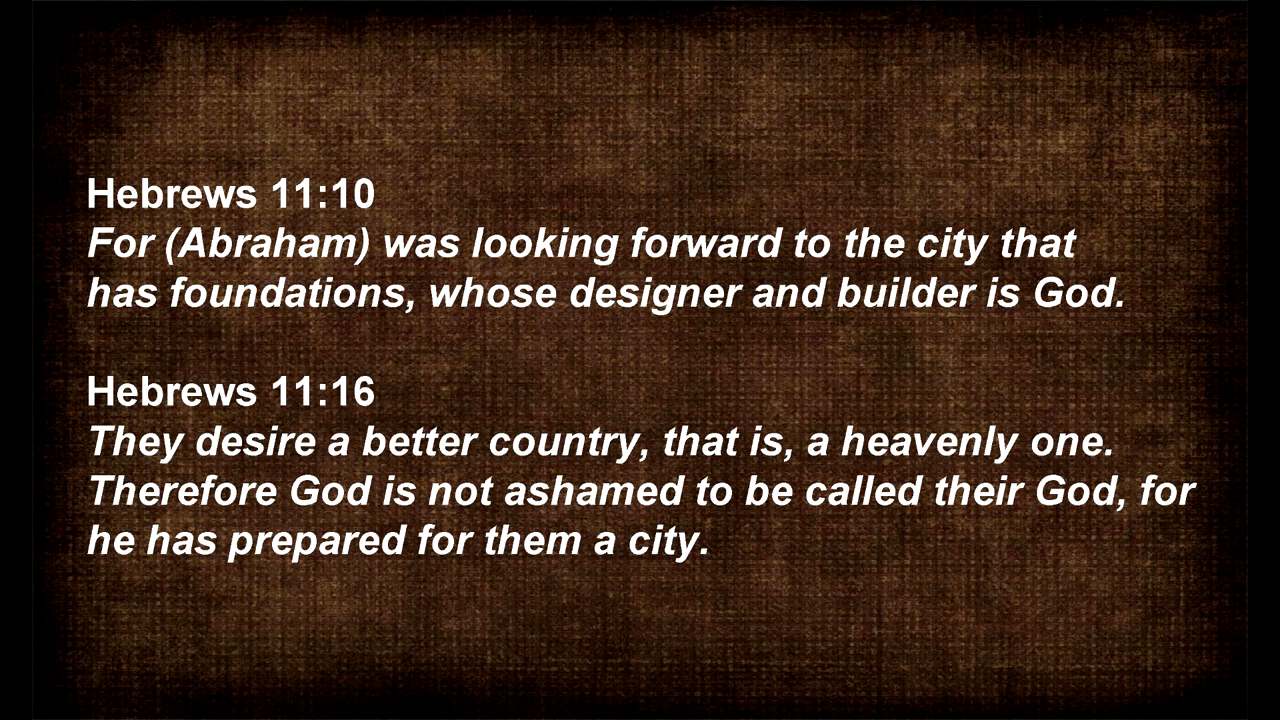 Hebrews 11:10
For (Abraham) was looking forward to the city that
has foundations, whose designer and builder is God.
Hebrews 11:16
They desire a better country, that is, a heavenly one.
Therefore God is not ashamed to be called their God, for
he has prepared for them a city.